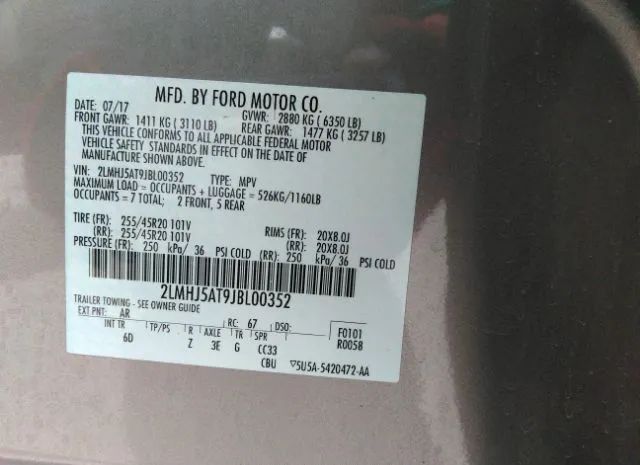 MFD. BY FORD MOTOR CO.
DATE: 07/17 GVWR: 2880 KG ( 6350 LB)
FRONT GAWR: 1411 KG ( 3110 LB) REAR GAWR: 1477 KG ( 3257 LB)
THIS VEHICLE CONFORMS TO ALL APPLICABLE FEDERAL MOTOR
VEHICLE SAFETY STANDARDS IN EFFECT ON THE DATE OF
MANUFACTURE SHOWN ABOVE.
VIN: 2LMHJ5AT9JBL00352 TYPE: MPV
MAXIMUM LOAD = OCCUPANTS + LUGGAGE = 526KG/1160LB
OCCUPANTS = 7 TOTAL; 2 FRONT, 5 REAR
TIRE (FR): 255/45R20 101V RIMS (FR): 20X8.0J
(RR): 255/45R20 101V (RR): 20X8.0J
PRESSURE (FR): 250 kPa/ 36 PSI COLD (RR): 250 kPa/ 36 PSI COLD
2LMHJ5AT9JBL00352
TRAILER TOWING - SEE OWNER GUIDE
EXT PNT: AR RC: 67 DSO: F0101
INT TR TP/PS R AXLE TR SPR R0058
6D Z 3E G CC33
CBU 5U5A-5420472-AA